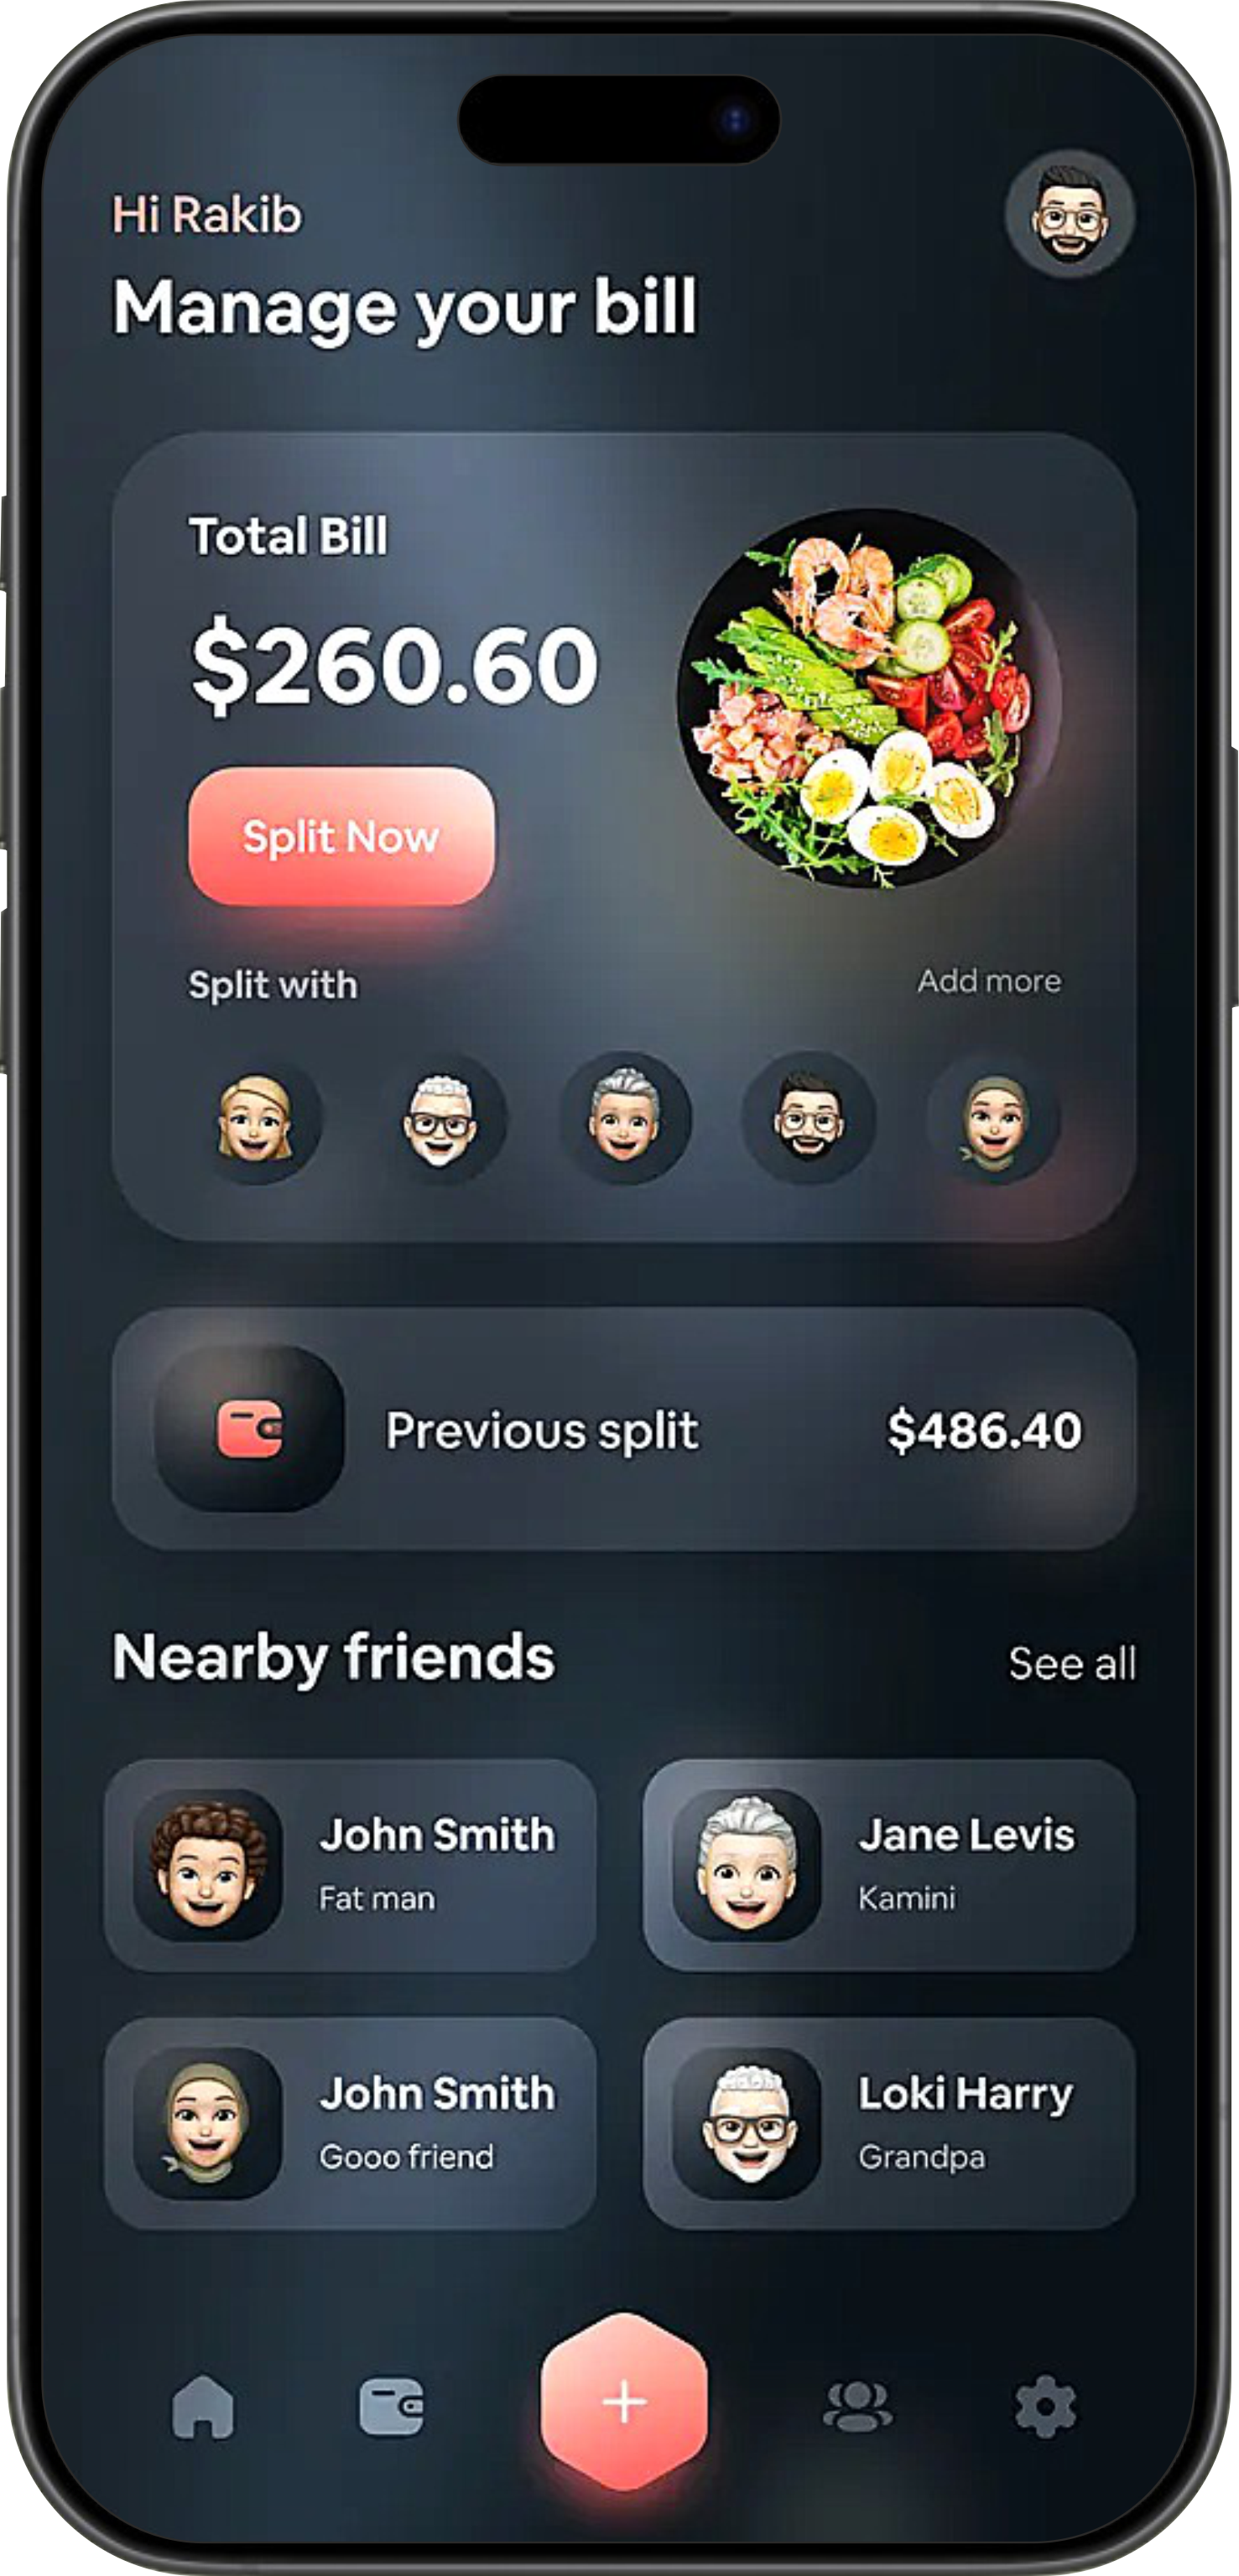 Hi Rakib
Manage your bill
Total Bill
$260.60
Split Now
Split with
Add more
Previous split
$486.40
Nearby friends
See all
John Smith
Fat man
Jane Levis
Kamini
John Smith
Gooo friend
Loki Harry
Grandpa